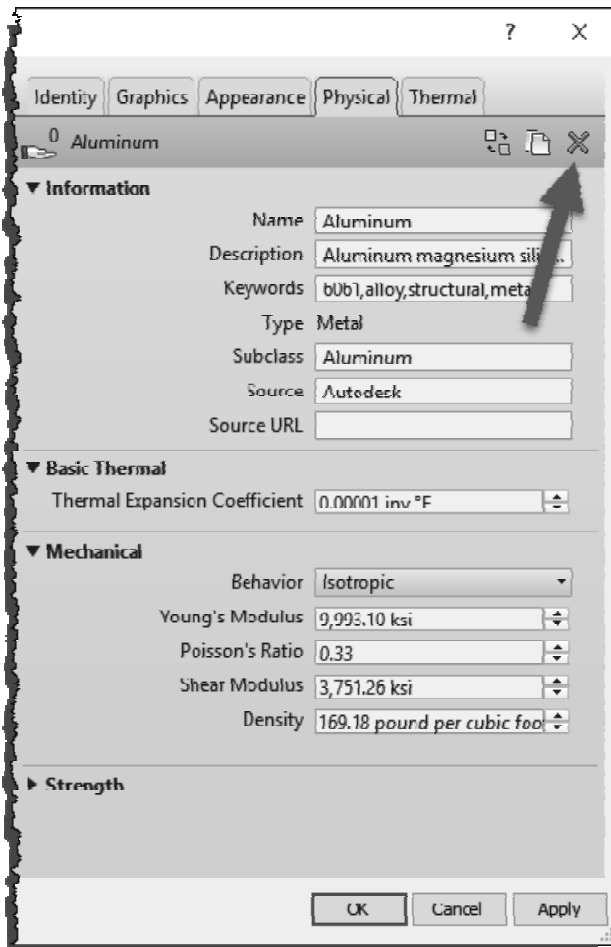 ?
Identity Graphics Appearance Physical Thermal
0 Aluminum
Information
Name Aluminum
Description Aluminum magnesium sili...
Keywords 6061,alloy,structural,meta
Type Metal
Subclass Aluminum
Source Autodesk
Source URL
Basic Thermal
Thermal Expansion Coefficient 0.00001 inv °F
Mechanical
Behavior Isotropic
Young's Modulus 9,993.10 ksi
Poisson's Ratio 0.33
Shear Modulus 3,751.26 ksi
Density 169.18 pound per cubic foo
Strength
OK Cancel Apply